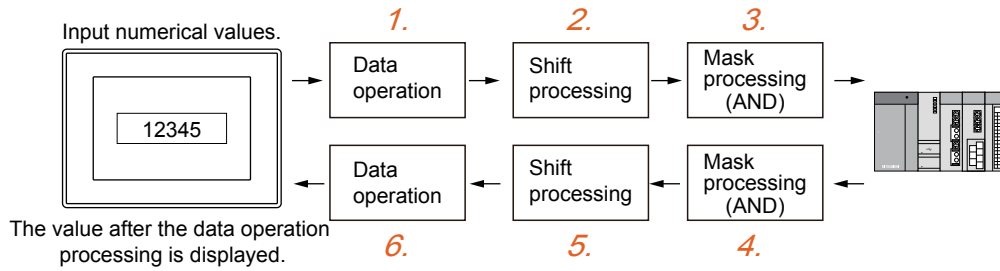 1.
2.
3.
Input numerical values.
Data
operation
Shift
processing
Mask
processing
(AND)
12345
Data
operation
Shift
processing
Mask
processing
(AND)
The value after the data operation
processing is displayed.
6.
5.
4.